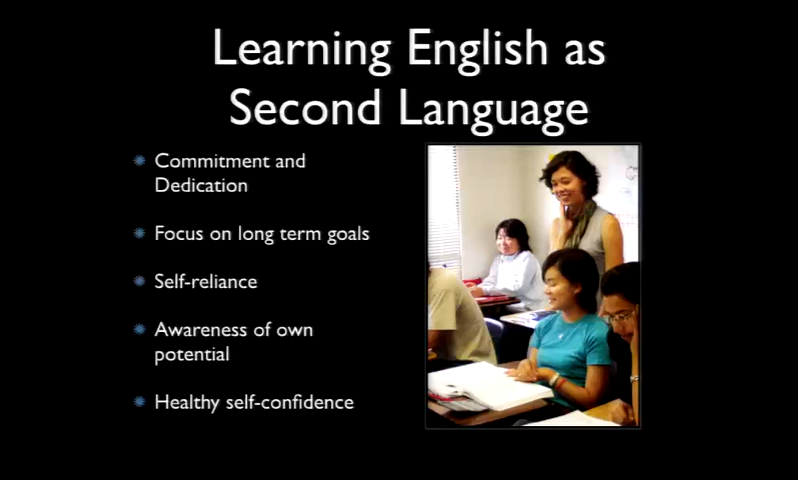 Learning English as
Second Language
Commitment and
Dedication
Focus on long term goals
Self-reliance
Awareness of own
potential
Healthy self-confidence